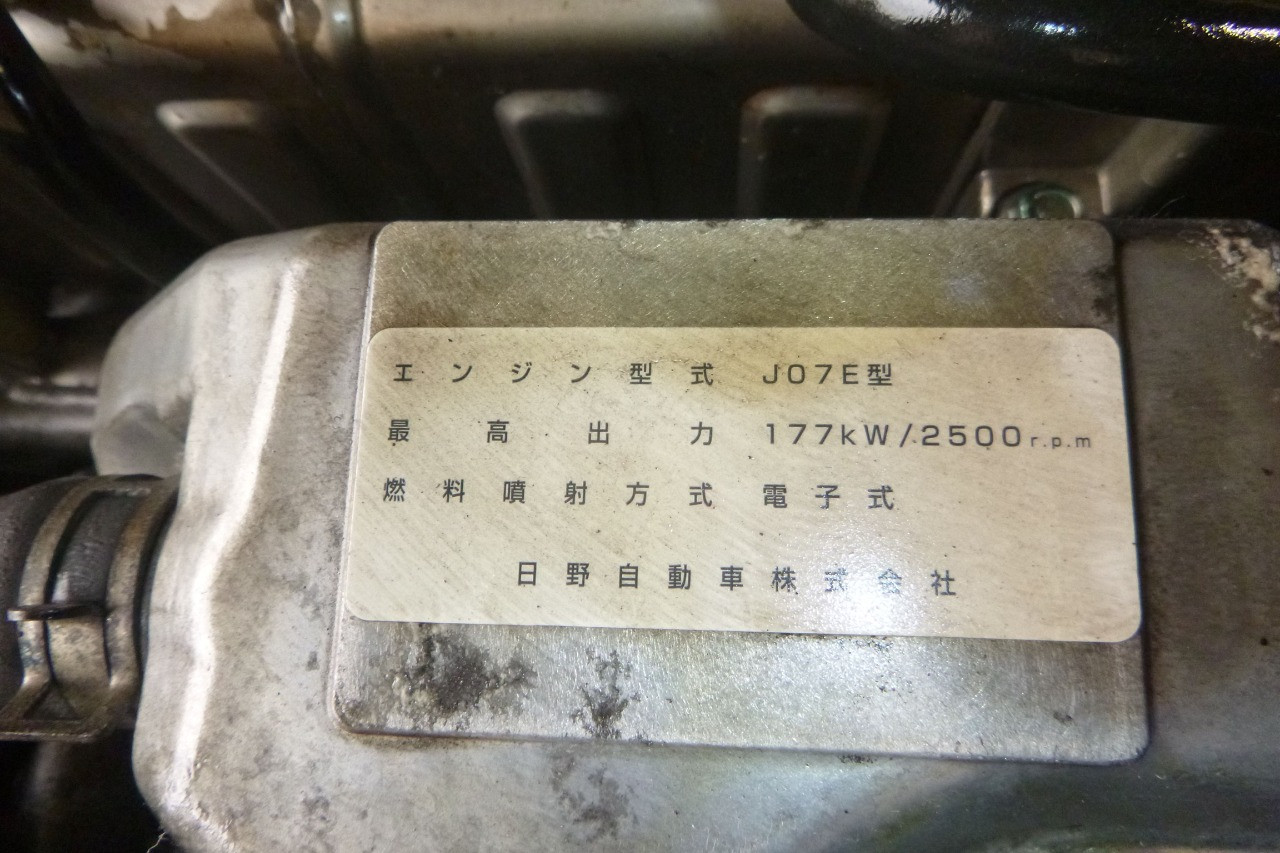 エンジン型式 J07E型
最高出力 177kW/2500r.p.m
燃料噴射方式 電子式
日野自動車株式会社